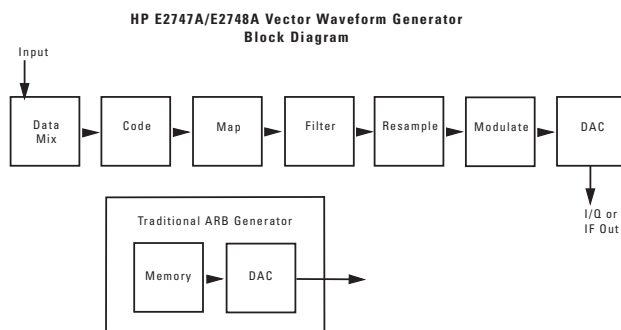 HP E2747A/E2748A Vector Waveform Generator
Block Diagram
Input
Data
Mix
Code
Map
Filter
Resample
Modulate
DAC
I/Q or
IF Out
Traditional ARB Generator
Memory
DAC